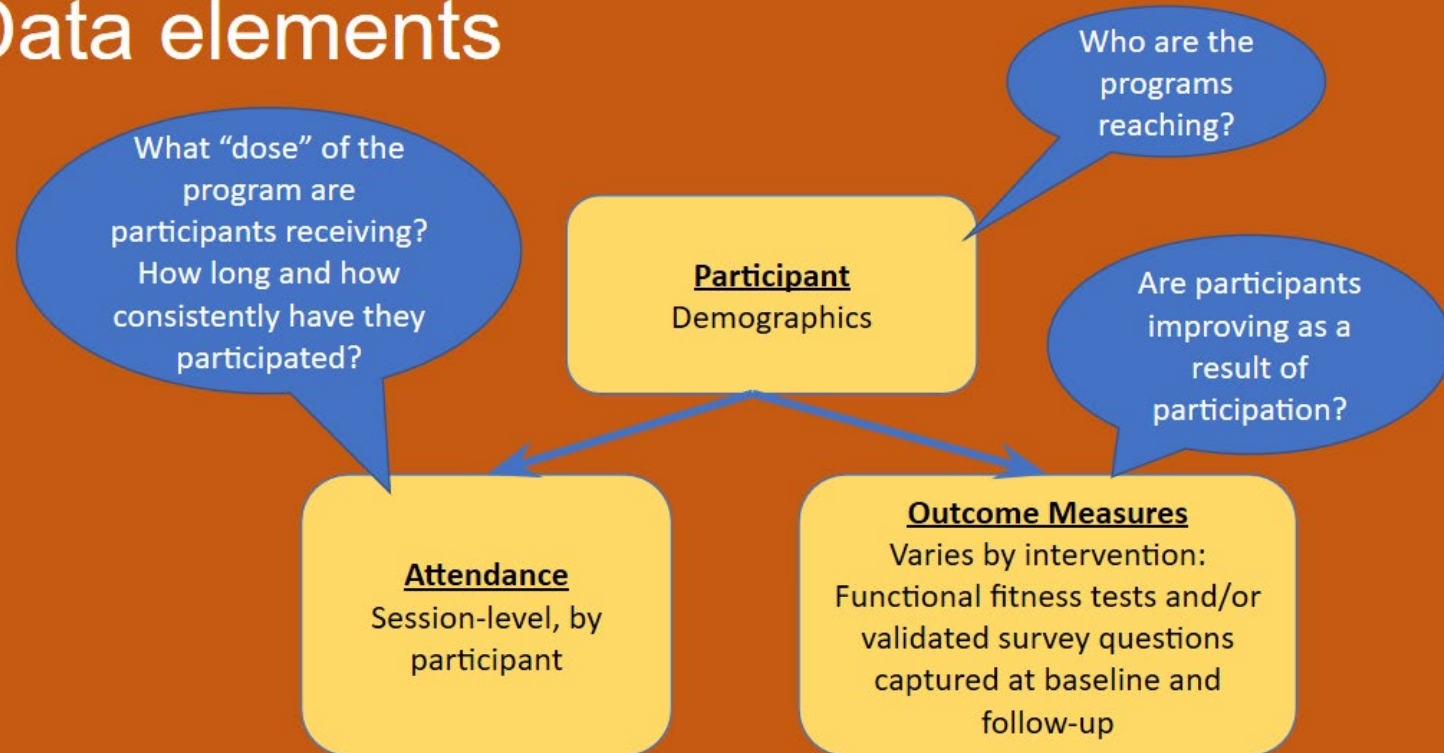 Data elements
Who are the
programs
reaching?
What “dose” of the
program are
participants receiving?
How long and how
consistently have they
participated?
Participant
Demographics
Are participants
improving as a
result of
participation?
Attendance
Session-level, by
participant
Outcome Measures
Varies by intervention:
Functional fitness tests and/or
validated survey questions
captured at baseline and
follow-up